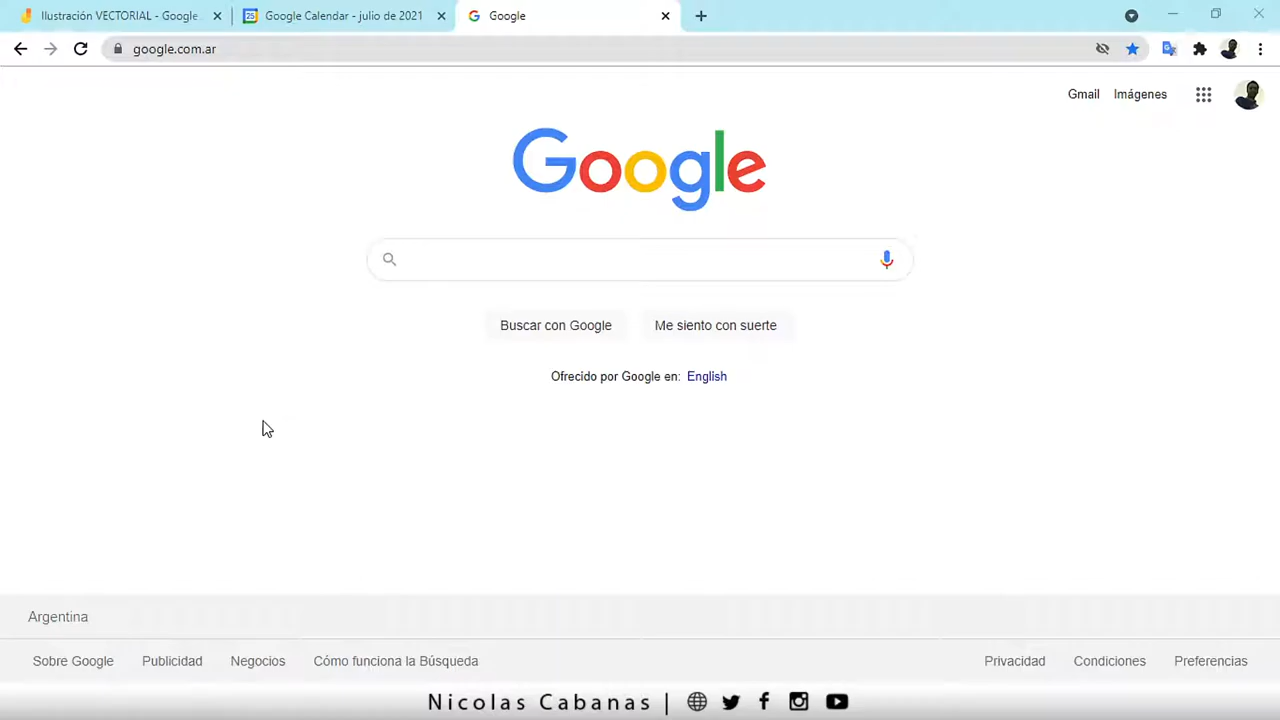 Ilustración VECTORIAL - Google
Google Calendar - julio de 2021
Google
google.com.ar
Gmail
Imágenes
Google
Buscar con Google
Me siento con suerte
Ofrecido por Google en: English
Argentina
Sobre Google
Publicidad
Negocios
Cómo funciona la Búsqueda
Privacidad
Condiciones
Preferencias
Nicolas Cabanas |